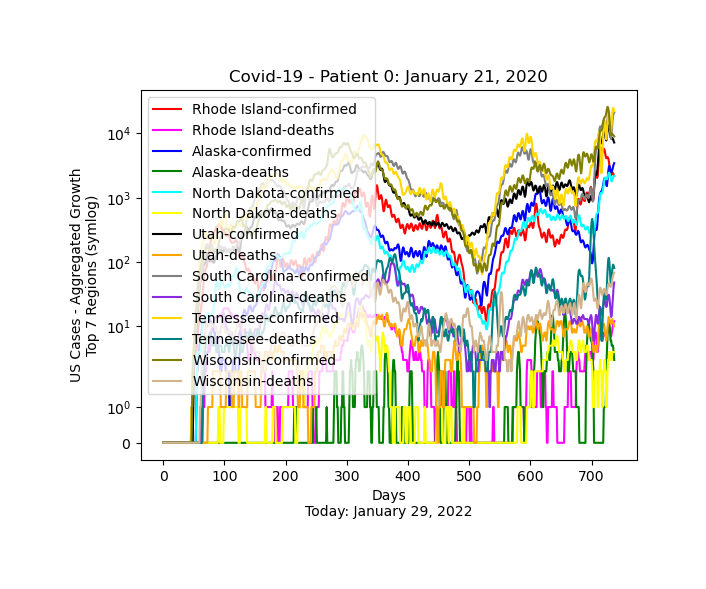 Covid-19 - Patient 0: January 21, 2020
US Cases - Aggregated Growth
Top 7 Regions (symlog)
10^4
10^3
10^2
10^1
10^0
0
Rhode Island-confirmed
Rhode Island-deaths
Alaska-confirmed
Alaska-deaths
North Dakota-confirmed
North Dakota-deaths
Utah-confirmed
Utah-deaths
South Carolina-confirmed
South Carolina-deaths
Tennessee-confirmed
Tennessee-deaths
Wisconsin-confirmed
Wisconsin-deaths
0 100 200 300 400 500 600 700
Days
Today: January 29, 2022